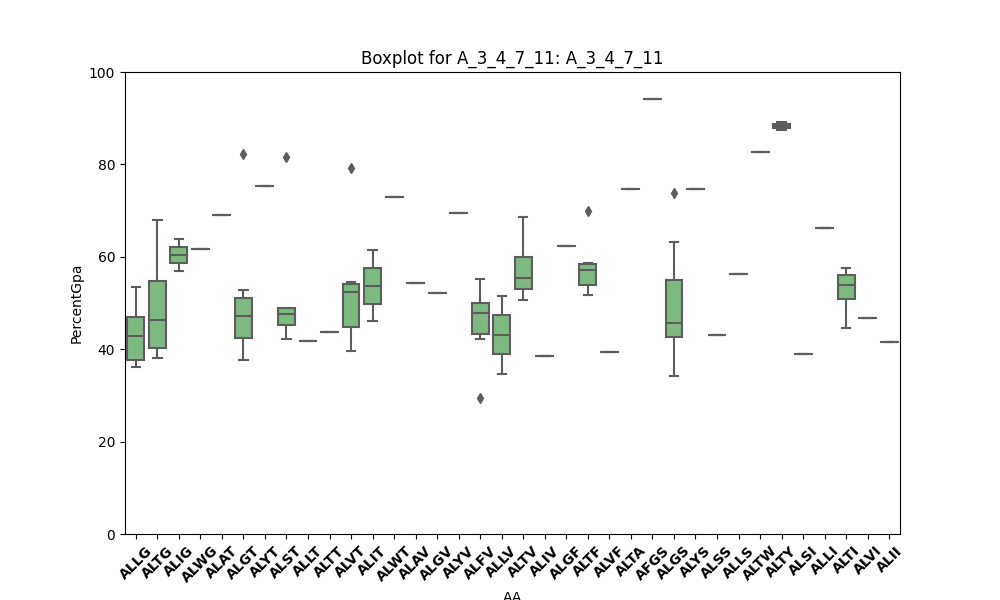 Boxplot for A_3_4_7_11: A_3_4_7_11
100
80
60
40
20
0
PercentGpa
ALLG ALTG ALIG ALWG ALAT ALGT ALYT ALST ALLT ALTT ALVT ALIT ALWT ALAV ALGV ALYV ALFV ALLV ALTV ALIV ALGF ALTF ALVF ALTA AFGS ALGS ALYS ALSS ALLS ALTW ALTY ALSI ALLI ALTI ALVI ALII
AA